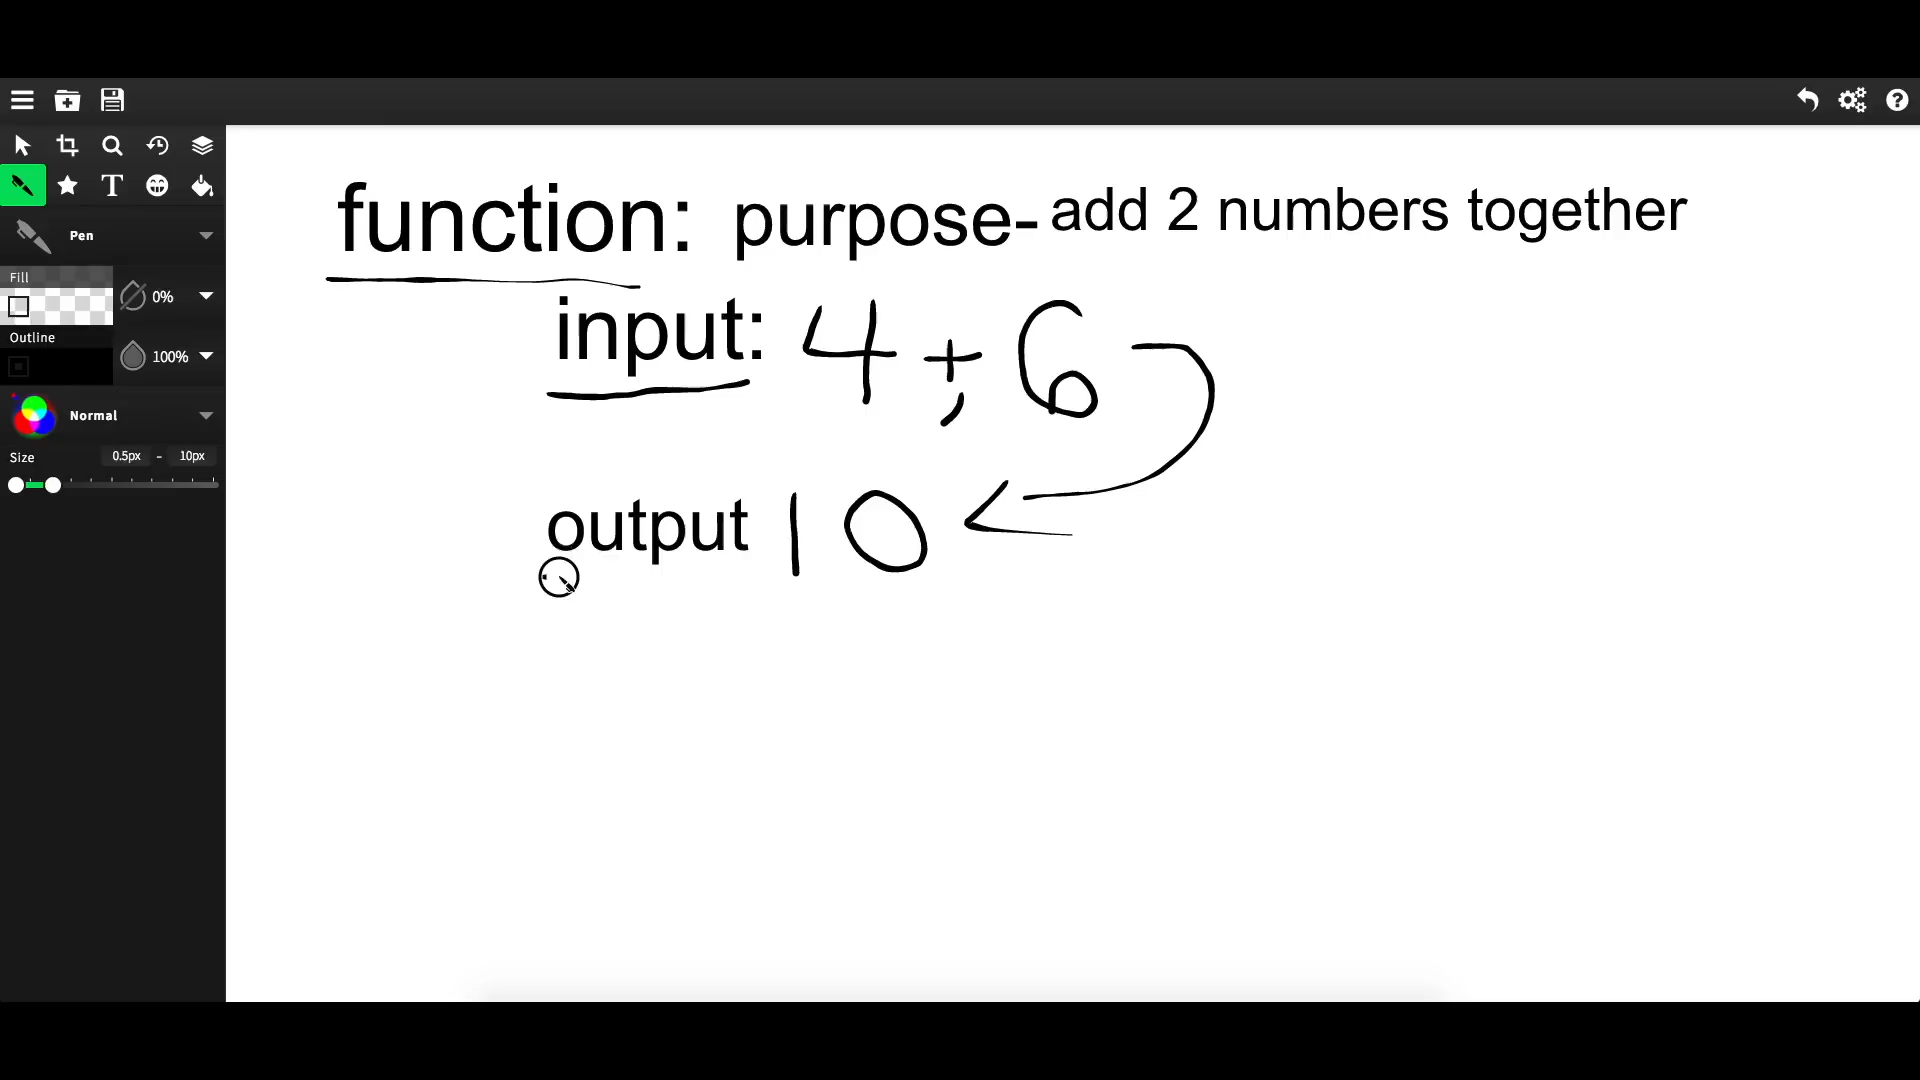 function: purpose- add 2 numbers together
Pen
Fill
0%
input: 4 + , 6
Outline
100%
Normal
Size 0.5px - 10px
output 10